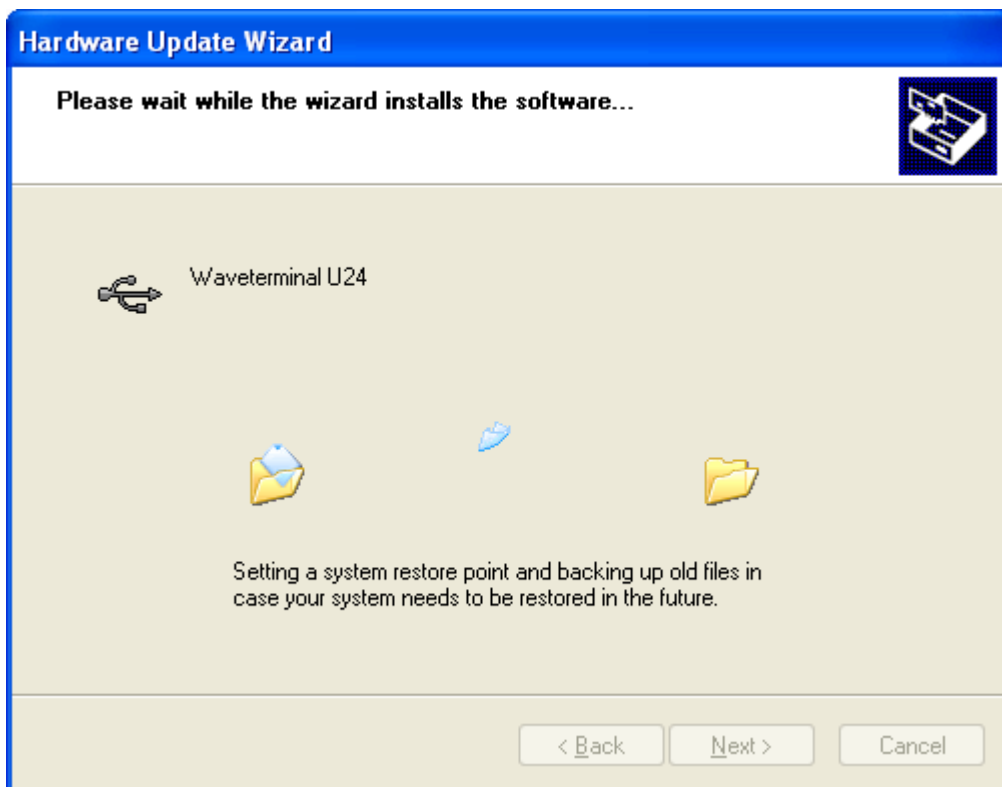 Hardware Update Wizard
Please wait while the wizard installs the software...
Waveterminal U24
Setting a system restore point and backing up old files in
case your system needs to be restored in the future.
< Back
Next >
Cancel